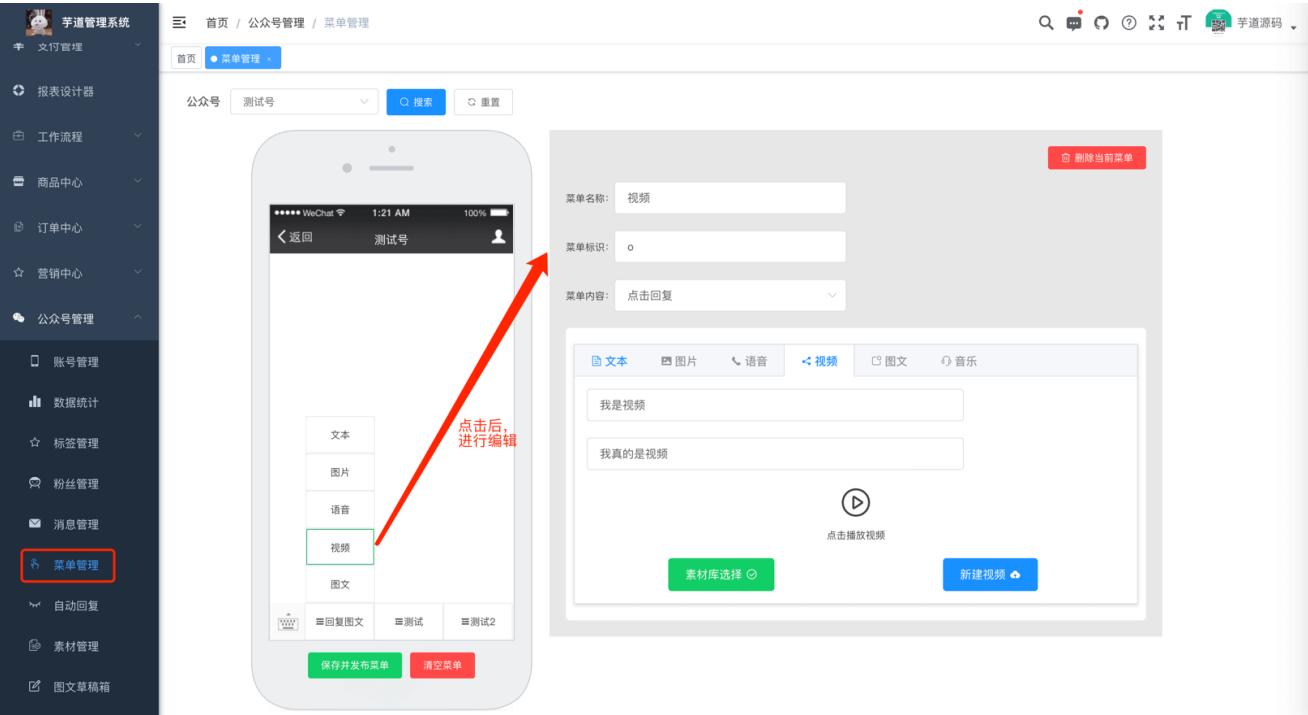 芋道管理系统
首页 / 公众号管理 / 菜单管理
芋道源码
支付管理
报表设计器
工作流程
商品中心
订单中心
营销中心
公众号管理
账号管理
数据统计
标签管理
粉丝管理
消息管理
菜单管理
自动回复
素材管理
图文草稿箱
首页
菜单管理 ×
公众号 测试号 搜索 重置
WeChat 1:21 AM 100%
返回 测试号
文本
图片
语音
视频
图文
回复图文 测试 测试2
保存并发布菜单 清空菜单
点击后,
进行编辑
删除当前菜单
菜单名称: 视频
菜单标识: o
菜单内容: 点击回复
文本 图片 语音 视频 图文 音乐
我是视频
我真的是视频
点击播放视频
素材库选择 新建视频